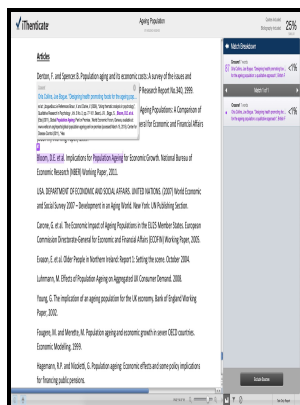 iThenticate
Ageing Population
25%
Match Breakdown
Articles
Denton, F. and Spencer B. Population aging and its economic costs: A survey of the issues and
P Research Report No.340, 1999.
Ageing Populations: A Comparison of
eral for Economic and Financial Affairs
Bloom, D.E. et al. Implications for Population Ageing for Economic Growth. National Bureau of
Economic Research (NBER) Working Paper, 2011.
USA. DEPARTMENT OF ECONOMIC AND SOCIAL AFFAIRS. UNITED NATIONS. (2007) World Economic
and Social Survey 2007 – Development in an Aging World. New York: UN Publishing Section.
Carone, G. et al. The Economic Impact of Ageing Populations in the EU25 Member States. European
Commission Directorate-General for Economic and Financial Affairs (ECOFIN) Working Paper, 2005.
Evason, E. et al. Older People in Northern Ireland: Report 1: Setting the scene. October 2004.
Luhrmann, M. Effects of Population Ageing on Aggregated UK Consumer Demand. 2008.
Young, G. The implication of an ageing population for the UK economy. Bank of England Working
Paper, 2002.
Fougere, M. and Merette, M. Population ageing and economic growth in seven OECD countries.
Economic Modelling. 1999.
Hagemann, R.P. and Nicoletti, G. Population ageing: Economic effects and some policy implications
for financing public pensions.